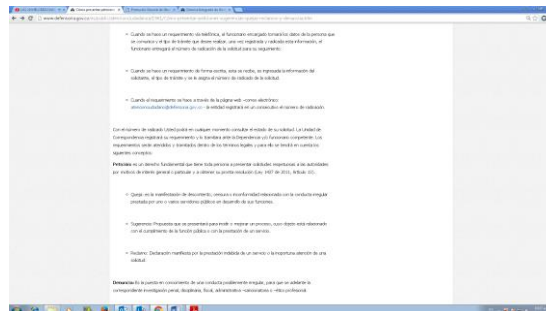 Cuando se hace un requerimiento vía telefónica, el funcionario encargado tomará los datos de la persona que
se comunica y el tipo de trámite que desee realizar, una vez registrada y radicada esta información, el
funcionario entregará el número de radicación de la solicitud para su seguimiento.
Cuando se hace un requerimiento de forma escrita, este se recibe, se ingresa la información del
solicitante, el tipo de trámite y se le asigna el número de radicado de la solicitud.
Cuando el requerimiento se hace a través de la página web -correo electrónico:
- la entidad registrará en un consecutivo el número de radicación.
Con el número de radicado Usted podrá en cualquier momento consultar el estado de su solicitud. La Unidad de
Correspondencia registrará su requerimiento y lo tramitará ante la Dependencia y/o funcionario competente. Los
requerimientos serán atendidos y tramitados dentro de los términos legales y para ello se tendrá en cuenta los
siguientes conceptos:
Petición: es un derecho fundamental que tiene toda persona a presentar solicitudes respetuosas a las autoridades
por motivos de interés general o particular y a obtener su pronta resolución (Ley 1437 de 2011, Artículo 13).
Queja: es la manifestación de descontento, censura o inconformidad relacionada con la conducta irregular
prestada por uno o varios servidores públicos en desarrollo de sus funciones.
Sugerencia: Propuesta que se presentará para incidir o mejorar un proceso, cuyo objeto está relacionado
con el cumplimiento de la función pública o con la prestación de un servicio.
Reclamo: Declaración manifiesta por la prestación indebida de un servicio o la inoportuna atención de una
solicitud
Denuncia: Es la puesta en conocimiento de una conducta posiblemente irregular, para que se adelante la
correspondiente investigación penal, disciplinaria, fiscal, administrativa -sancionatoria o -ético profesional.